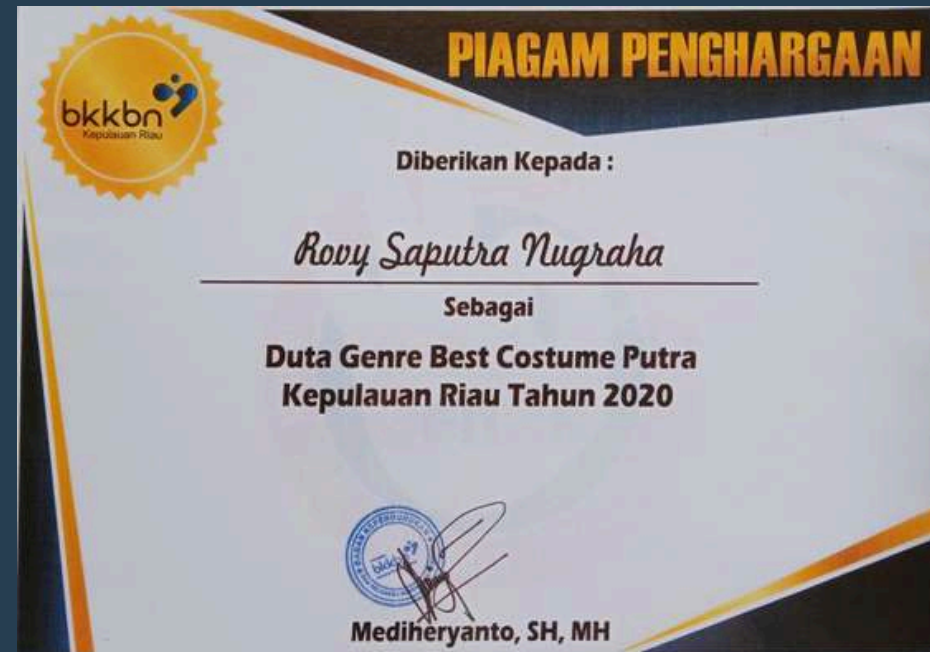 PIAGAM PENGHARGAAN
bkkbn
Kepulauan Riau
Diberikan Kepada :
Rovy Saputra Nugraha
Sebagai
Duta Genre Best Costume Putra
Kepulauan Riau Tahun 2020
bkkbn
Mediheryanto, SH, MH